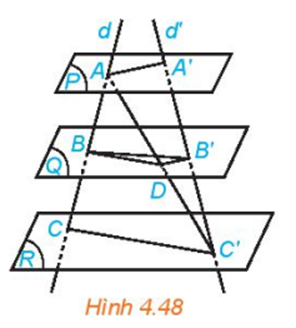 d d'
A A'
P
B B'
Q
D
C C'
R
Hình 4.48